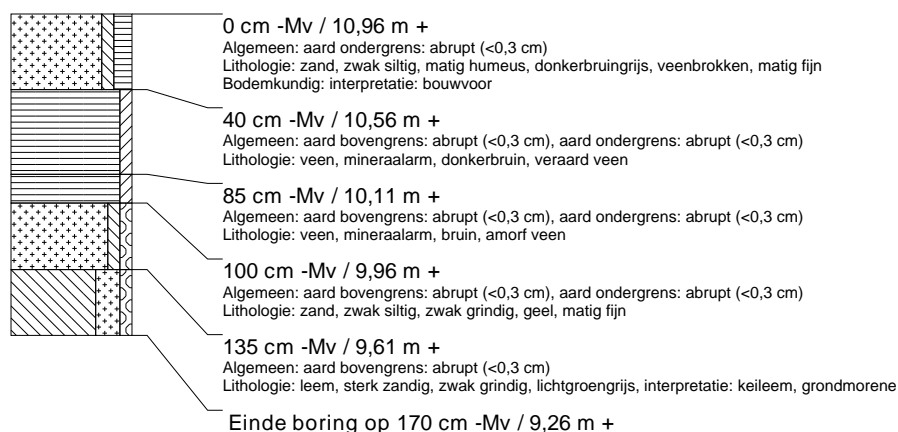 0 cm -Mv / 10,96 m +
Algemeen: aard ondergrens: abrupt (<0,3 cm)
Lithologie: zand, zwak siltig, matig humeus, donkerbruingrijs, veenbrokken, matig fijn
Bodemkundig: interpretatie: bouwvoor
40 cm -Mv / 10,56 m +
Algemeen: aard bovengrens: abrupt (<0,3 cm), aard ondergrens: abrupt (<0,3 cm)
Lithologie: veen, mineraalarm, donkerbruin, veraard veen
85 cm -Mv / 10,11 m +
Algemeen: aard bovengrens: abrupt (<0,3 cm), aard ondergrens: abrupt (<0,3 cm)
Lithologie: veen, mineraalarm, bruin, amorf veen
100 cm -Mv / 9,96 m +
Algemeen: aard bovengrens: abrupt (<0,3 cm), aard ondergrens: abrupt (<0,3 cm)
Lithologie: zand, zwak siltig, zwak grindig, geel, matig fijn
135 cm -Mv / 9,61 m +
Algemeen: aard bovengrens: abrupt (<0,3 cm)
Lithologie: leem, sterk zandig, zwak grindig, lichtgroengrijs, interpretatie: keileem, grondmorene
Einde boring op 170 cm -Mv / 9,26 m +